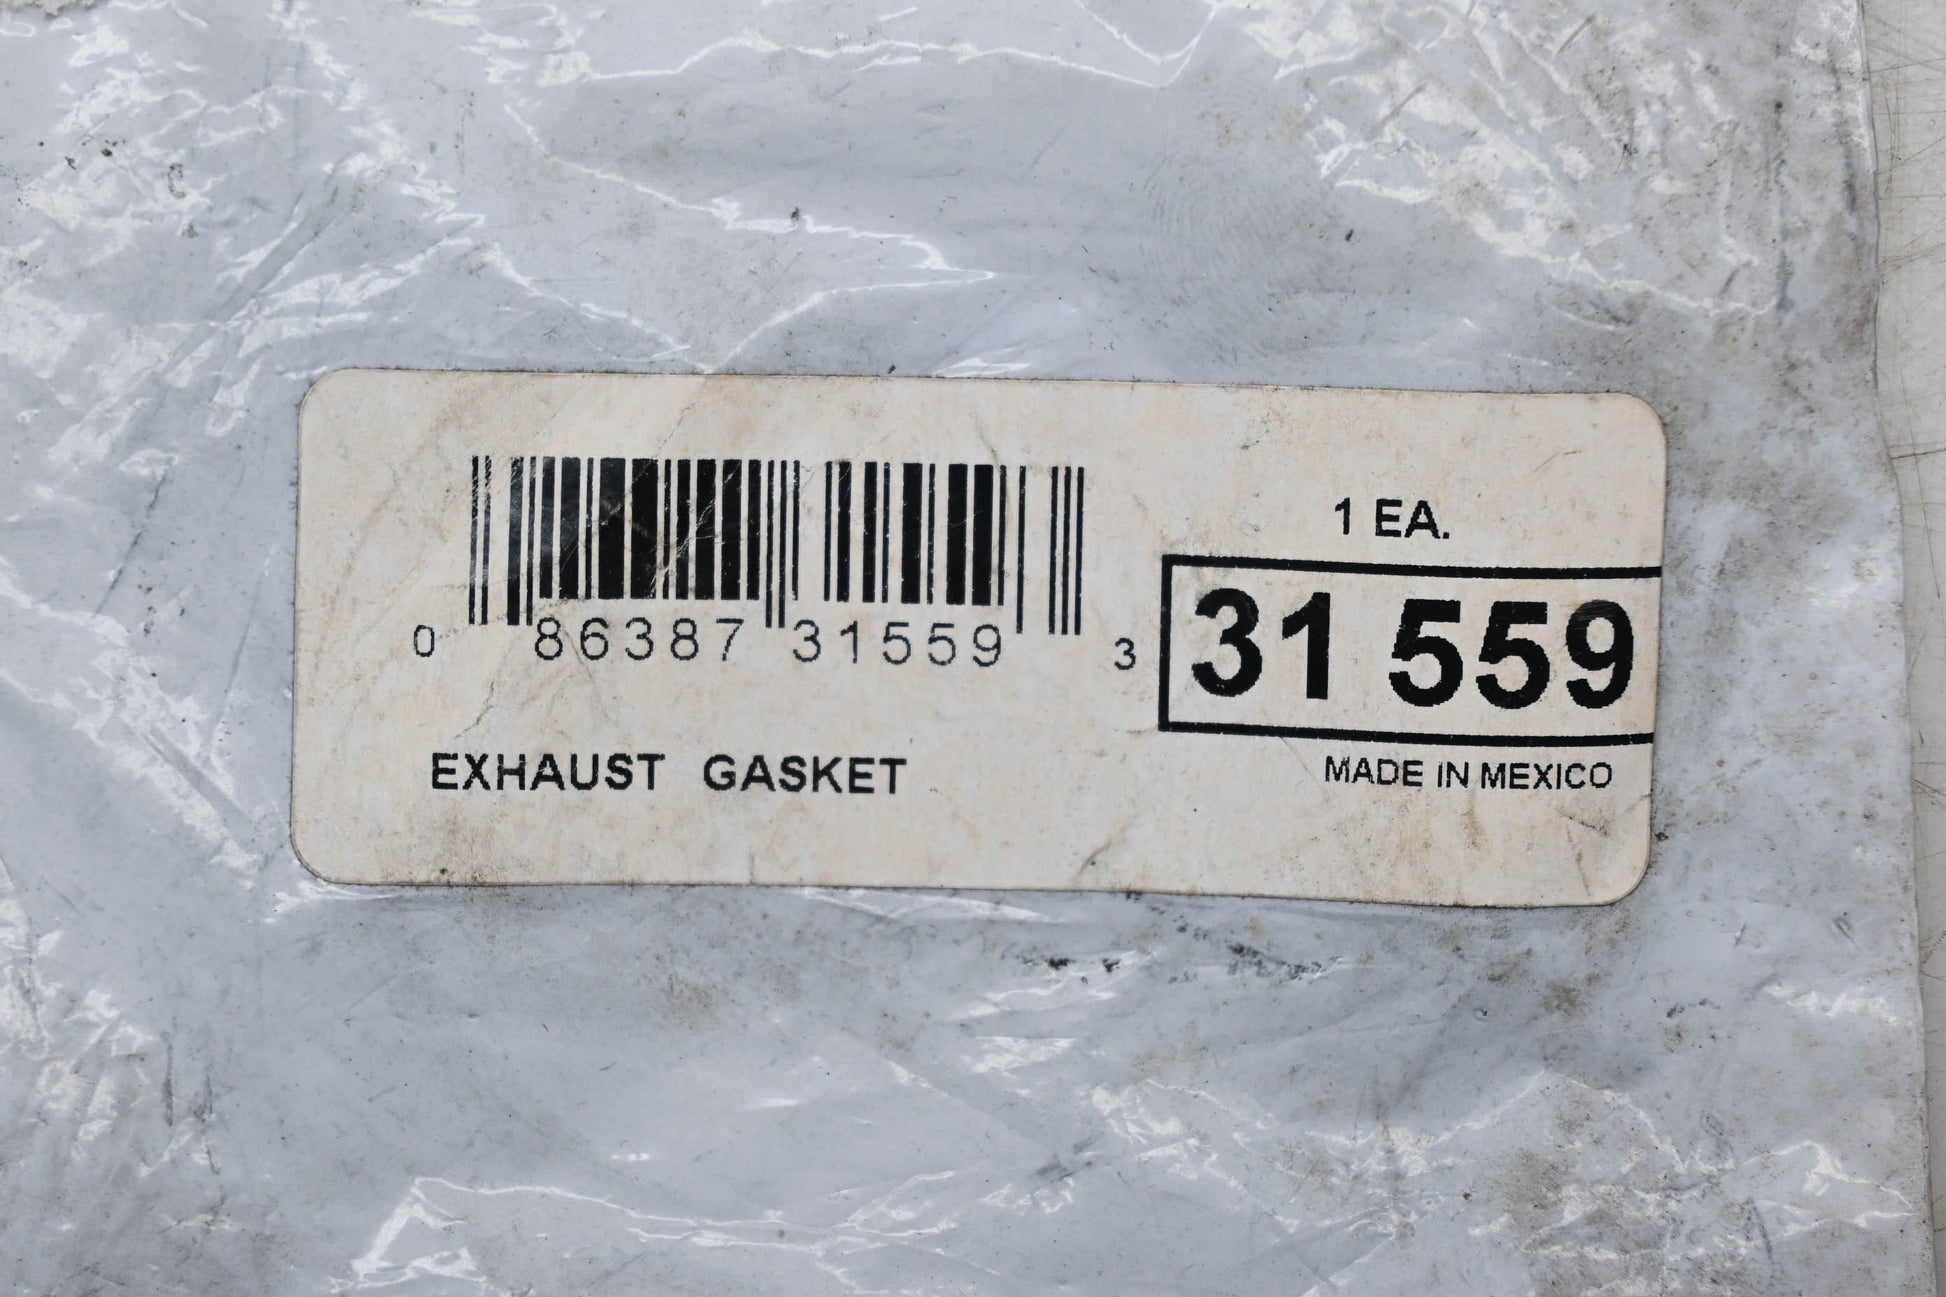 1 EA.
0 86387 31559 3
31 559
EXHAUST GASKET
MADE IN MEXICO